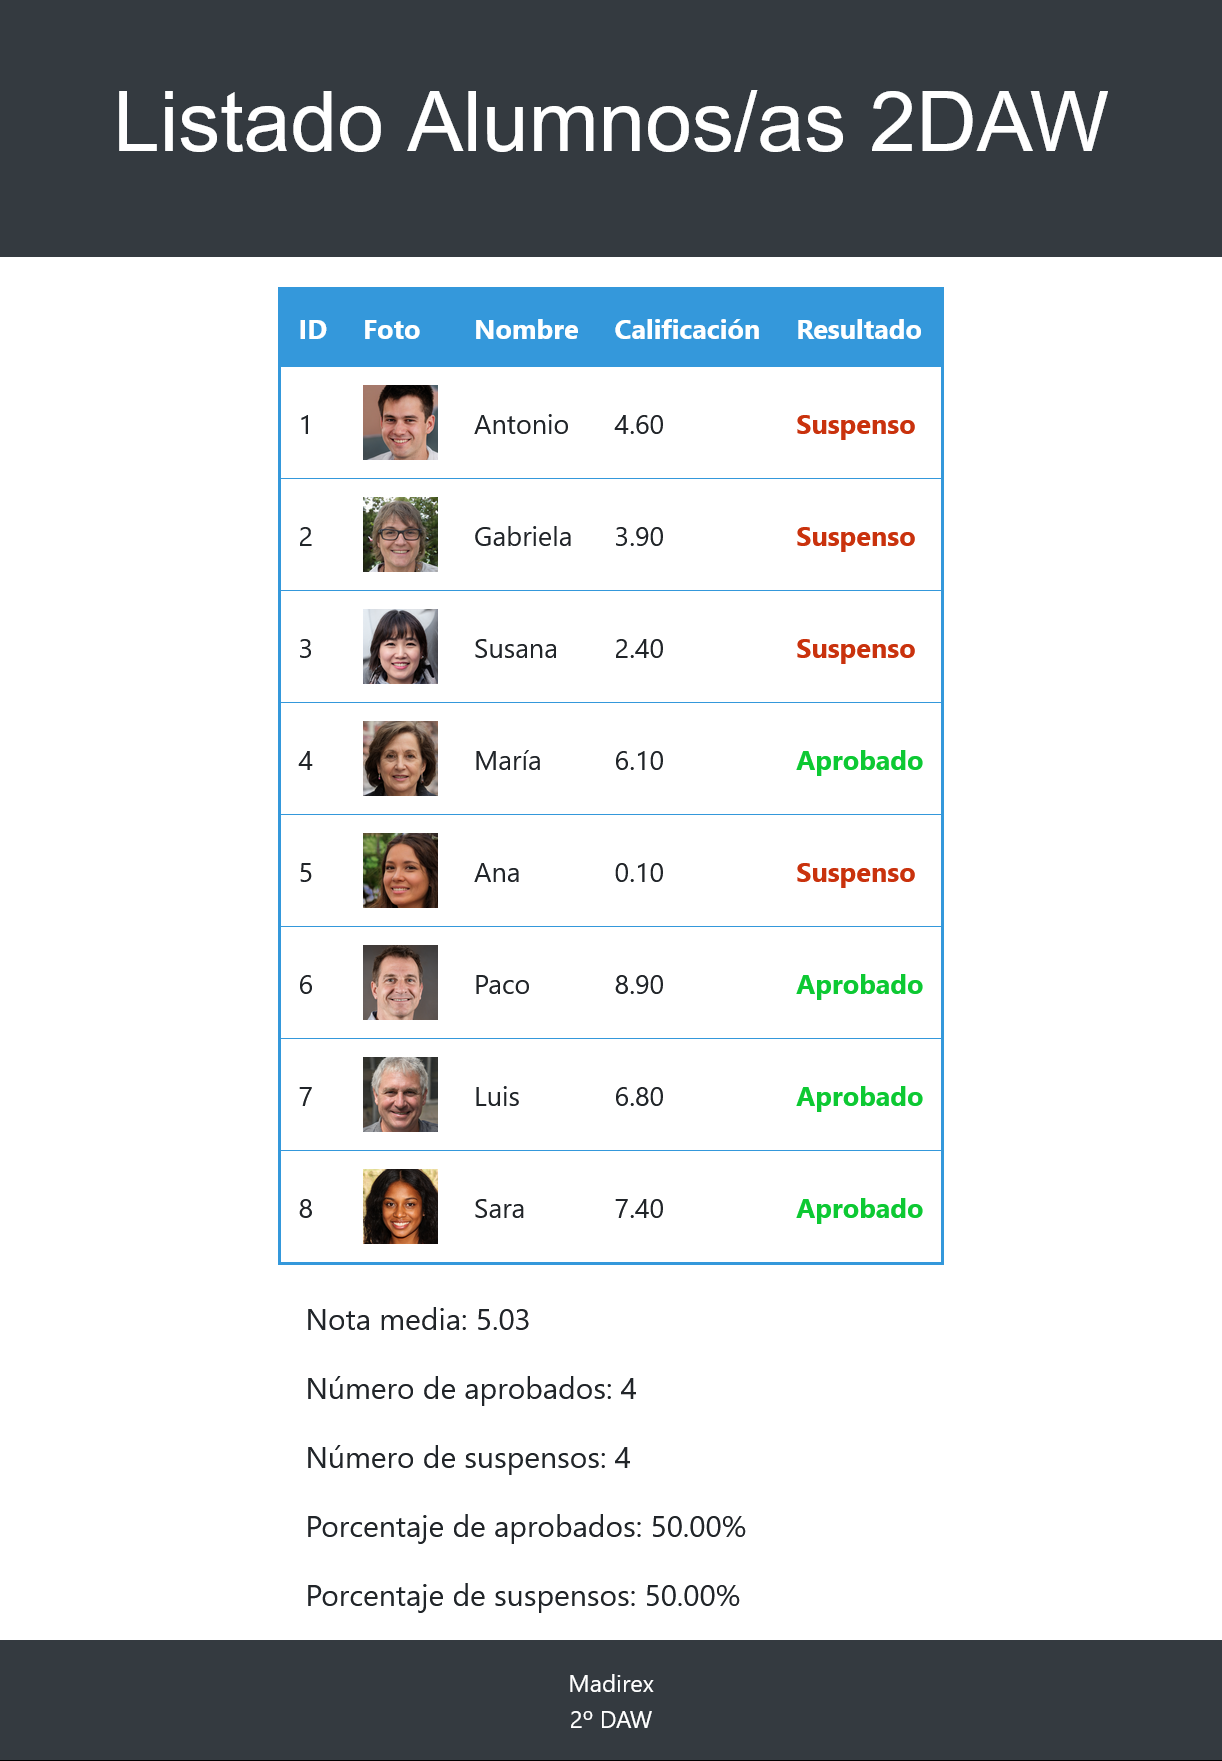 Listado Alumnos/as 2DAW
ID Foto Nombre Calificación Resultado
1 Antonio 4.60 Suspenso
2 Gabriela 3.90 Suspenso
3 Susana 2.40 Suspenso
4 María 6.10 Aprobado
5 Ana 0.10 Suspenso
6 Paco 8.90 Aprobado
7 Luis 6.80 Aprobado
8 Sara 7.40 Aprobado
Nota media: 5.03
Número de aprobados: 4
Número de suspensos: 4
Porcentaje de aprobados: 50.00%
Porcentaje de suspensos: 50.00%
Madirex
2º DAW